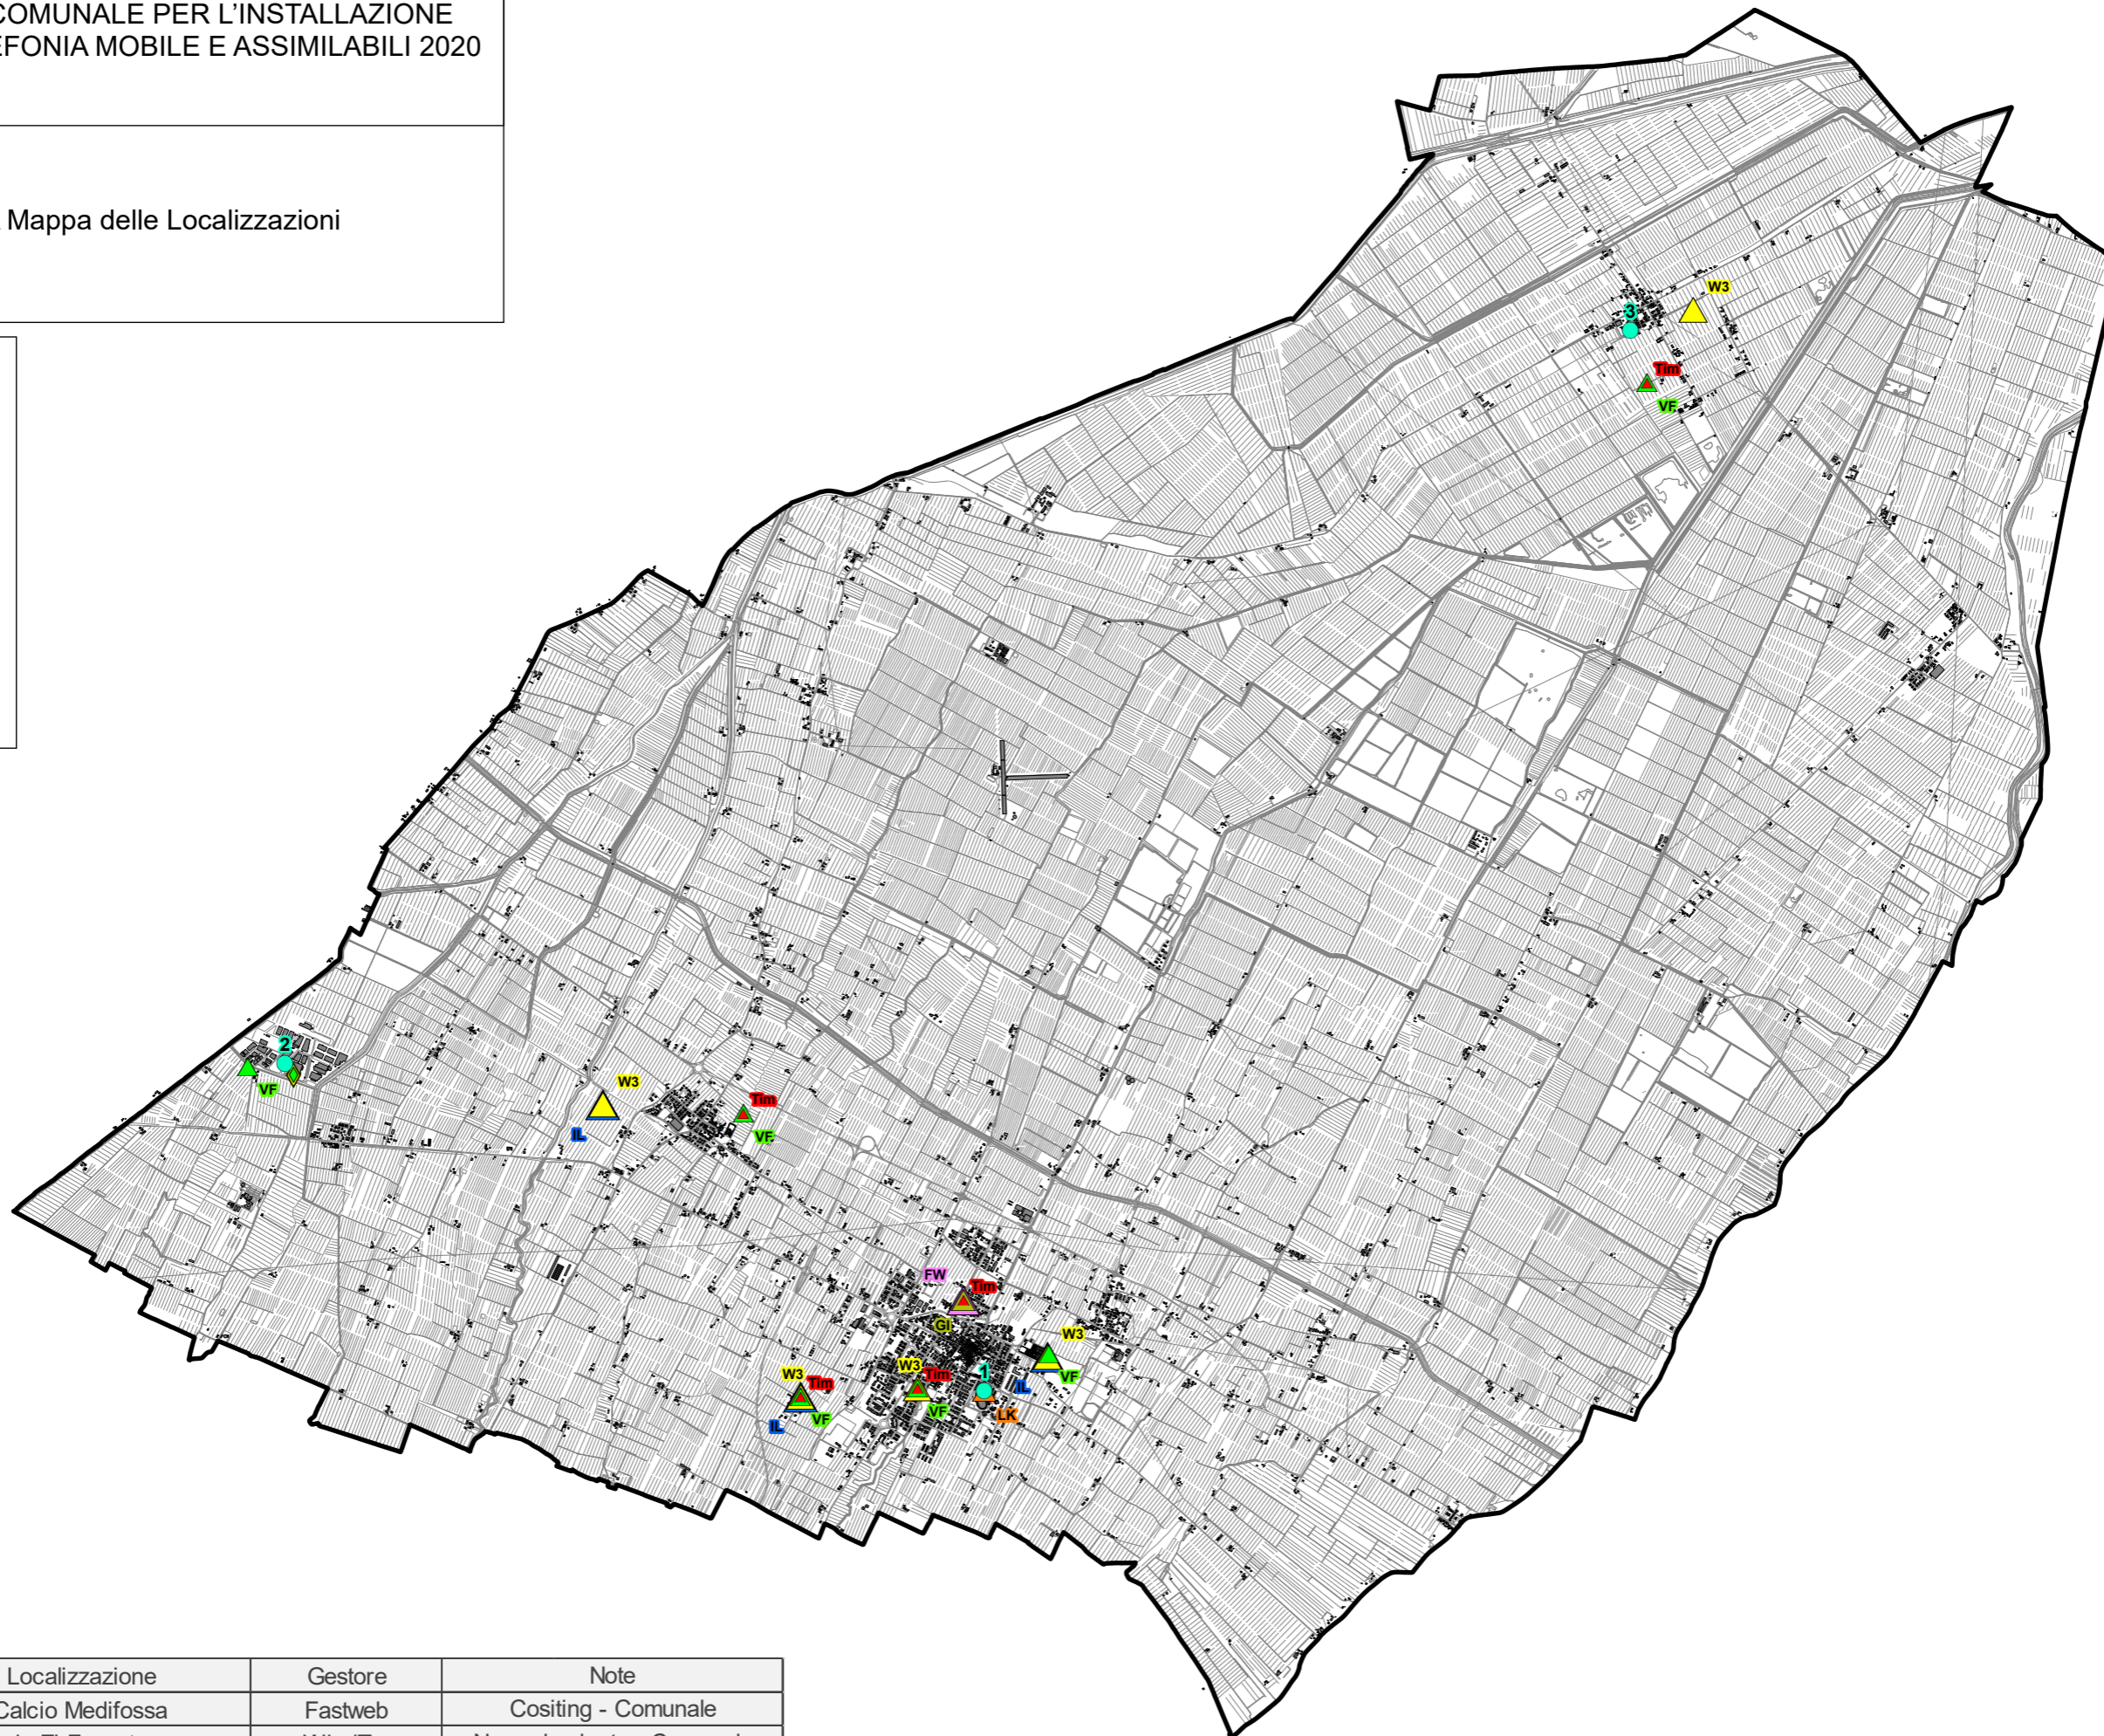 COMUNALE PER L'INSTALLAZIONE
EFONIA MOBILE E ASSIMILABILI 2020
Mappa delle Localizzazioni
W3
3
Tim
VF
2
VF
W3
IL
Tim
VF
FW
Tim
GI
W3
W3
Tim
VF
IL
W3
Tim
VF
1
LK
IL
VF
Localizzazione Gestore Note
Calcio Medifossa Fastweb Cositing - Comunale